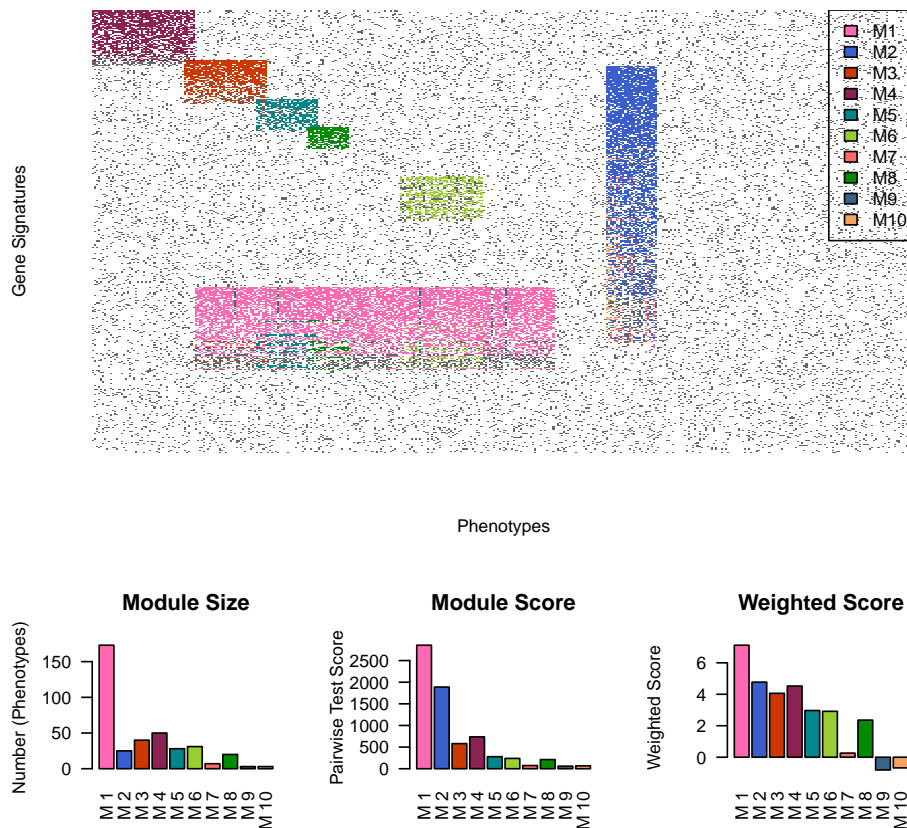 Gene Signatures
M1
M2
M3
M4
M5
M6
M7
M8
M9
M10
Phenotypes
Module Size
Number (Phenotypes)
150
100
50
0
M 1
M 2
M 3
M 4
M 5
M 6
M 7
M 8
M 9
M 10
Module Score
Pairwise Test Score
2500
2000
1500
1000
500
0
M 1
M 2
M 3
M 4
M 5
M 6
M 7
M 8
M 9
M 10
Weighted Score
Weighted Score
6
4
2
0
M 1
M 2
M 3
M 4
M 5
M 6
M 7
M 8
M 9
M 10